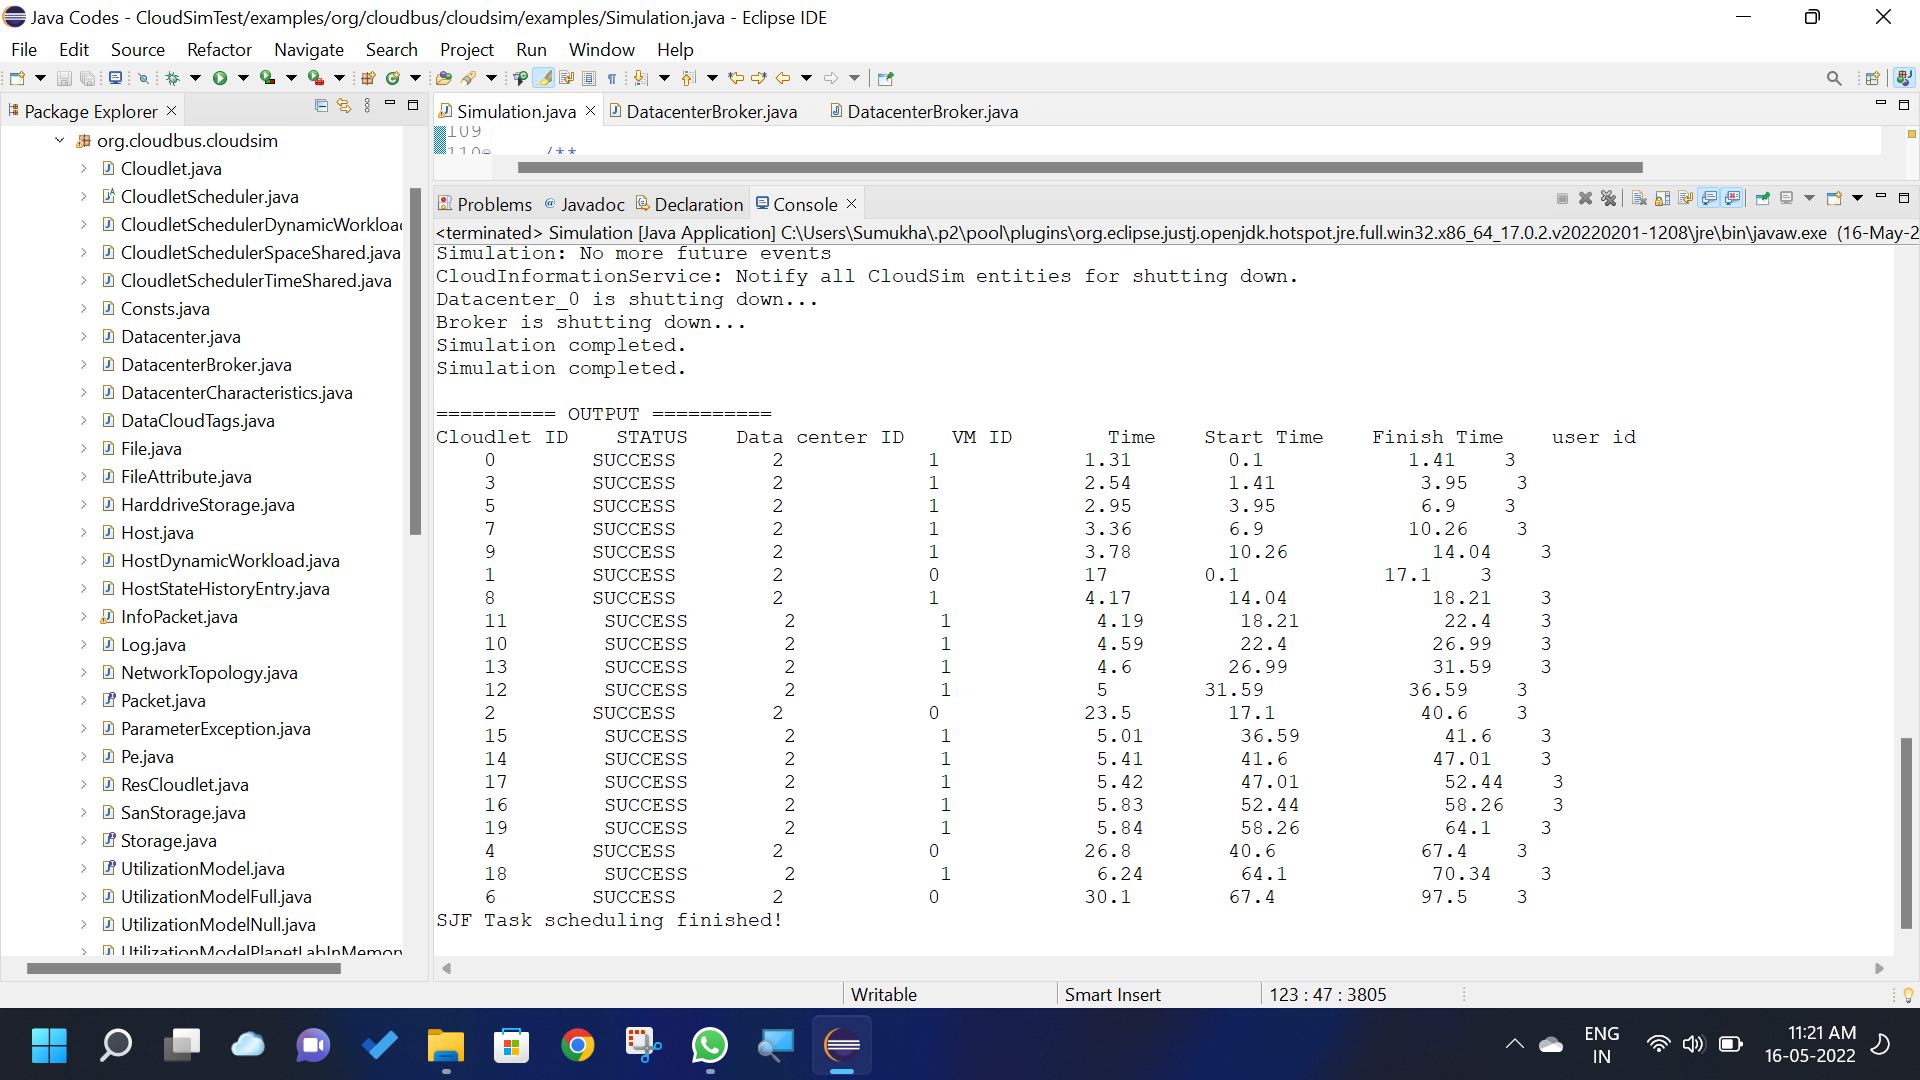 Java Codes - CloudSimTest/examples/org/cloudbus/cloudsim/examples/Simulation.java - Eclipse IDE
File Edit Source Refactor Navigate Search Project Run Window Help
Package Explorer
org.cloudbus.cloudsim
Cloudlet.java
CloudletScheduler.java
CloudletSchedulerDynamicWorkload
CloudletSchedulerSpaceShared.java
CloudletSchedulerTimeShared.java
Consts.java
Datacenter.java
DatacenterBroker.java
DatacenterCharacteristics.java
DataCloudTags.java
File.java
FileAttribute.java
HarddriveStorage.java
Host.java
HostDynamicWorkload.java
HostStateHistoryEntry.java
InfoPacket.java
Log.java
NetworkTopology.java
Packet.java
ParameterException.java
Pe.java
ResCloudlet.java
SanStorage.java
Storage.java
UtilizationModel.java
UtilizationModelFull.java
UtilizationModelNull.java
UtilizationModelPlanetLabInMemory
Simulation.java DatacenterBroker.java DatacenterBroker.java
109
110 /**
Problems @ Javadoc Declaration Console
<terminated> Simulation [Java Application] C:\Users\Sumukha\.p2\pool\plugins\org.eclipse.justj.openjdk.hotspot.jre.full.win32.x86_64_17.0.2.v20220201-1208\jre\bin\javaw.exe (16-May-2
Simulation: No more future events
CloudInformationService: Notify all CloudSim entities for shutting down.
Datacenter_0 is shutting down...
Broker is shutting down...
Simulation completed.
Simulation completed.
========== OUTPUT ==========
Cloudlet ID STATUS Data center ID VM ID Time Start Time Finish Time user id
0 SUCCESS 2 1 1.31 0.1 1.41 3
3 SUCCESS 2 1 2.54 1.41 3.95 3
5 SUCCESS 2 1 2.95 3.95 6.9 3
7 SUCCESS 2 1 3.36 6.9 10.26 3
9 SUCCESS 2 1 3.78 10.26 14.04 3
1 SUCCESS 2 0 17 0.1 17.1 3
8 SUCCESS 2 1 4.17 14.04 18.21 3
11 SUCCESS 2 1 4.19 18.21 22.4 3
10 SUCCESS 2 1 4.59 22.4 26.99 3
13 SUCCESS 2 1 4.6 26.99 31.59 3
12 SUCCESS 2 1 5 31.59 36.59 3
2 SUCCESS 2 0 23.5 17.1 40.6 3
15 SUCCESS 2 1 5.01 36.59 41.6 3
14 SUCCESS 2 1 5.41 41.6 47.01 3
17 SUCCESS 2 1 5.42 47.01 52.44 3
16 SUCCESS 2 1 5.83 52.44 58.26 3
19 SUCCESS 2 1 5.84 58.26 64.1 3
4 SUCCESS 2 0 26.8 40.6 67.4 3
18 SUCCESS 2 1 6.24 64.1 70.34 3
6 SUCCESS 2 0 30.1 67.4 97.5 3
SJF Task scheduling finished!
Writable Smart Insert 123 : 47 : 3805
ENG
IN
11:21 AM
16-05-2022